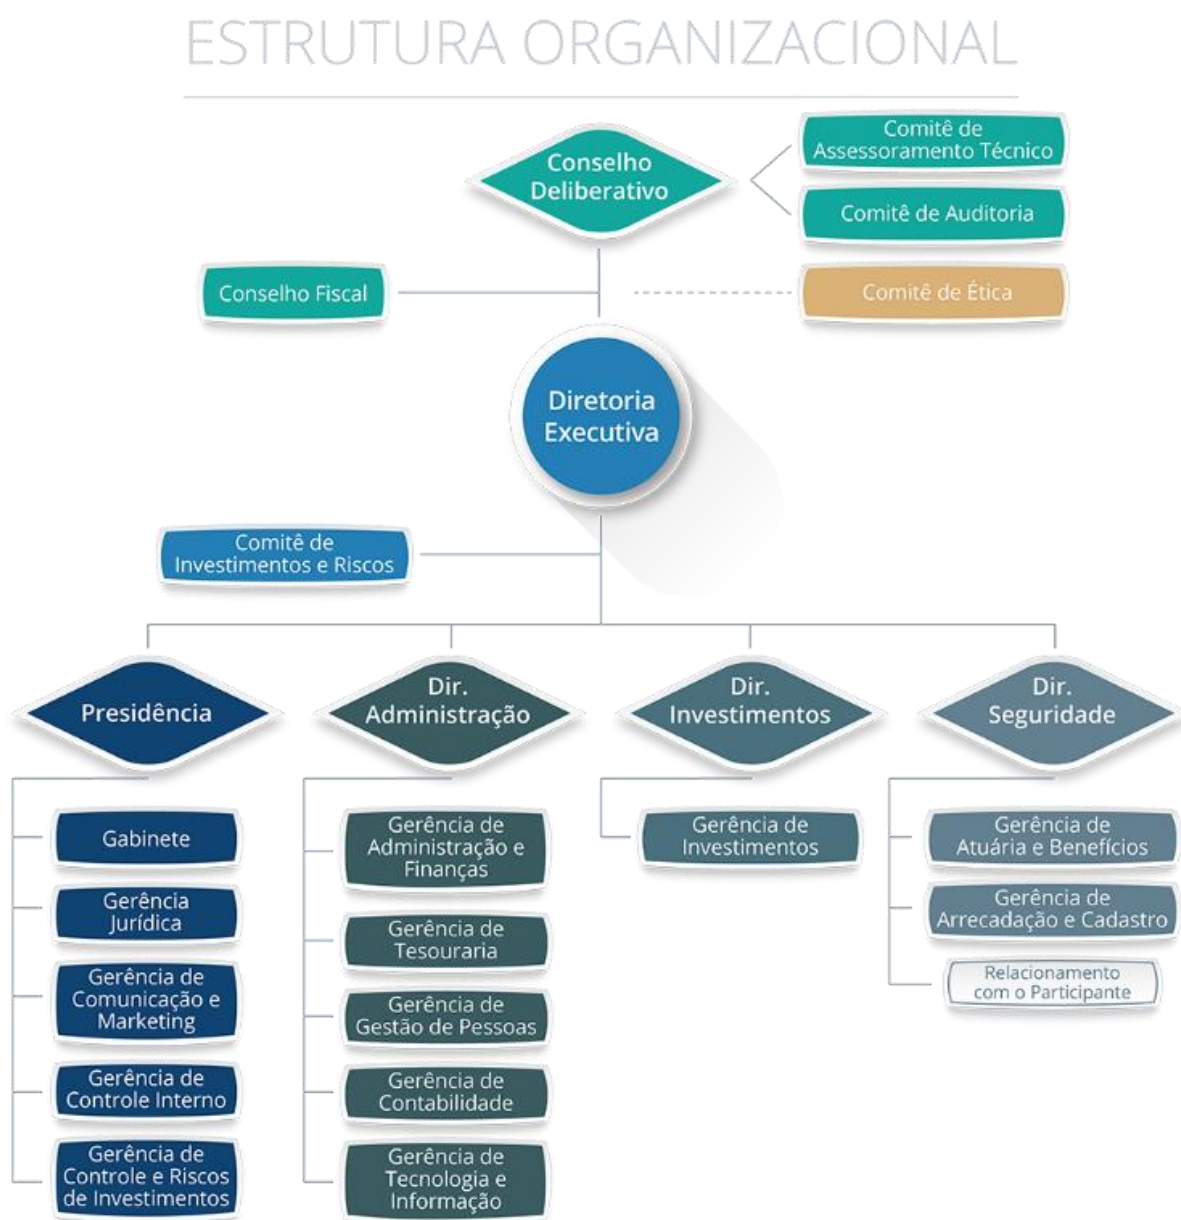 ESTRUTURA ORGANIZACIONAL
Conselho
Deliberativo
Comitê de
Assessoramento Técnico
Comitê de Auditoria
Conselho Fiscal
Comitê de Ética
Diretoria
Executiva
Comitê de
Investimentos e Riscos
Presidência
Dir.
Administração
Dir.
Investimentos
Dir.
Seguridade
Gabinete
Gerência
Jurídica
Gerência de
Comunicação e
Marketing
Gerência de
Controle Interno
Gerência de
Controle e Riscos
de Investimentos
Gerência de
Administração e
Finanças
Gerência de
Tesouraria
Gerência de
Gestão de Pessoas
Gerência de
Contabilidade
Gerência de
Tecnologia e
Informação
Gerência de
Investimentos
Gerência de
Atuária e Benefícios
Gerência de
Arrecadação e Cadastro
Relacionamento
com o Participante